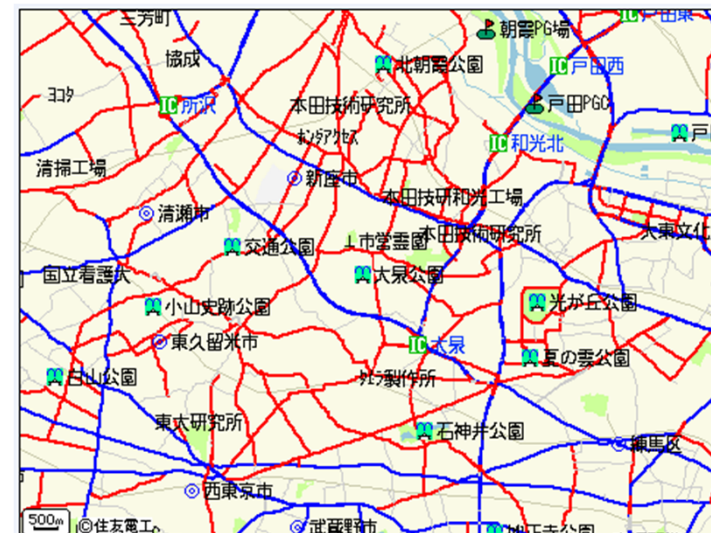 三芳町
朝霞PG場
IC 戸田東
協成
北朝霞公園
IC 戸田西
ヨコタ
IC 所沢
本田技術研究所
戸田PGC
ホンダアクセス
IC 和光北
戸
清掃工場
新座市
本田技研和光工場
清瀬市
交通公園
市営霊園
本田技術研究所
大東文化
国立看護大
大泉公園
小山史跡公園
光が丘公園
東久留米市
IC 大泉
夏の雲公園
白山公園
製作所
東大研究所
石神井公園
練馬区
西東京市
500m
©住友電工
武蔵野市